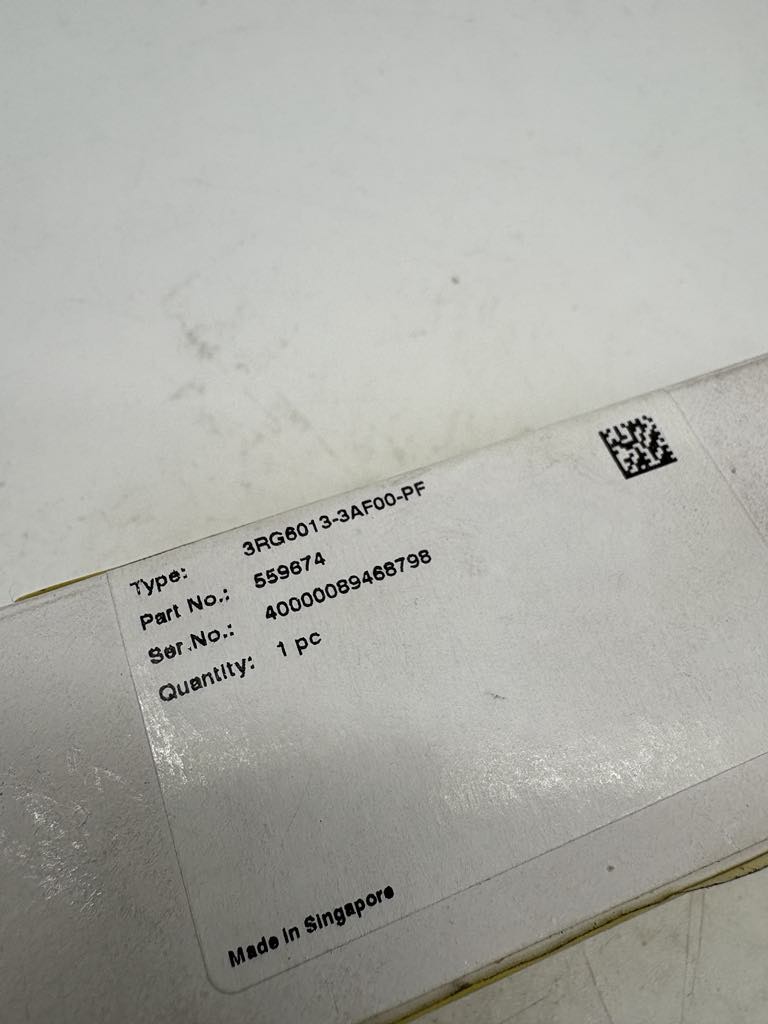 Type: 3RG6013-3AF00-PF
Part No.: 559674
Ser.No.: 40000089468798
Quantity: 1 pc
Made in Singapore